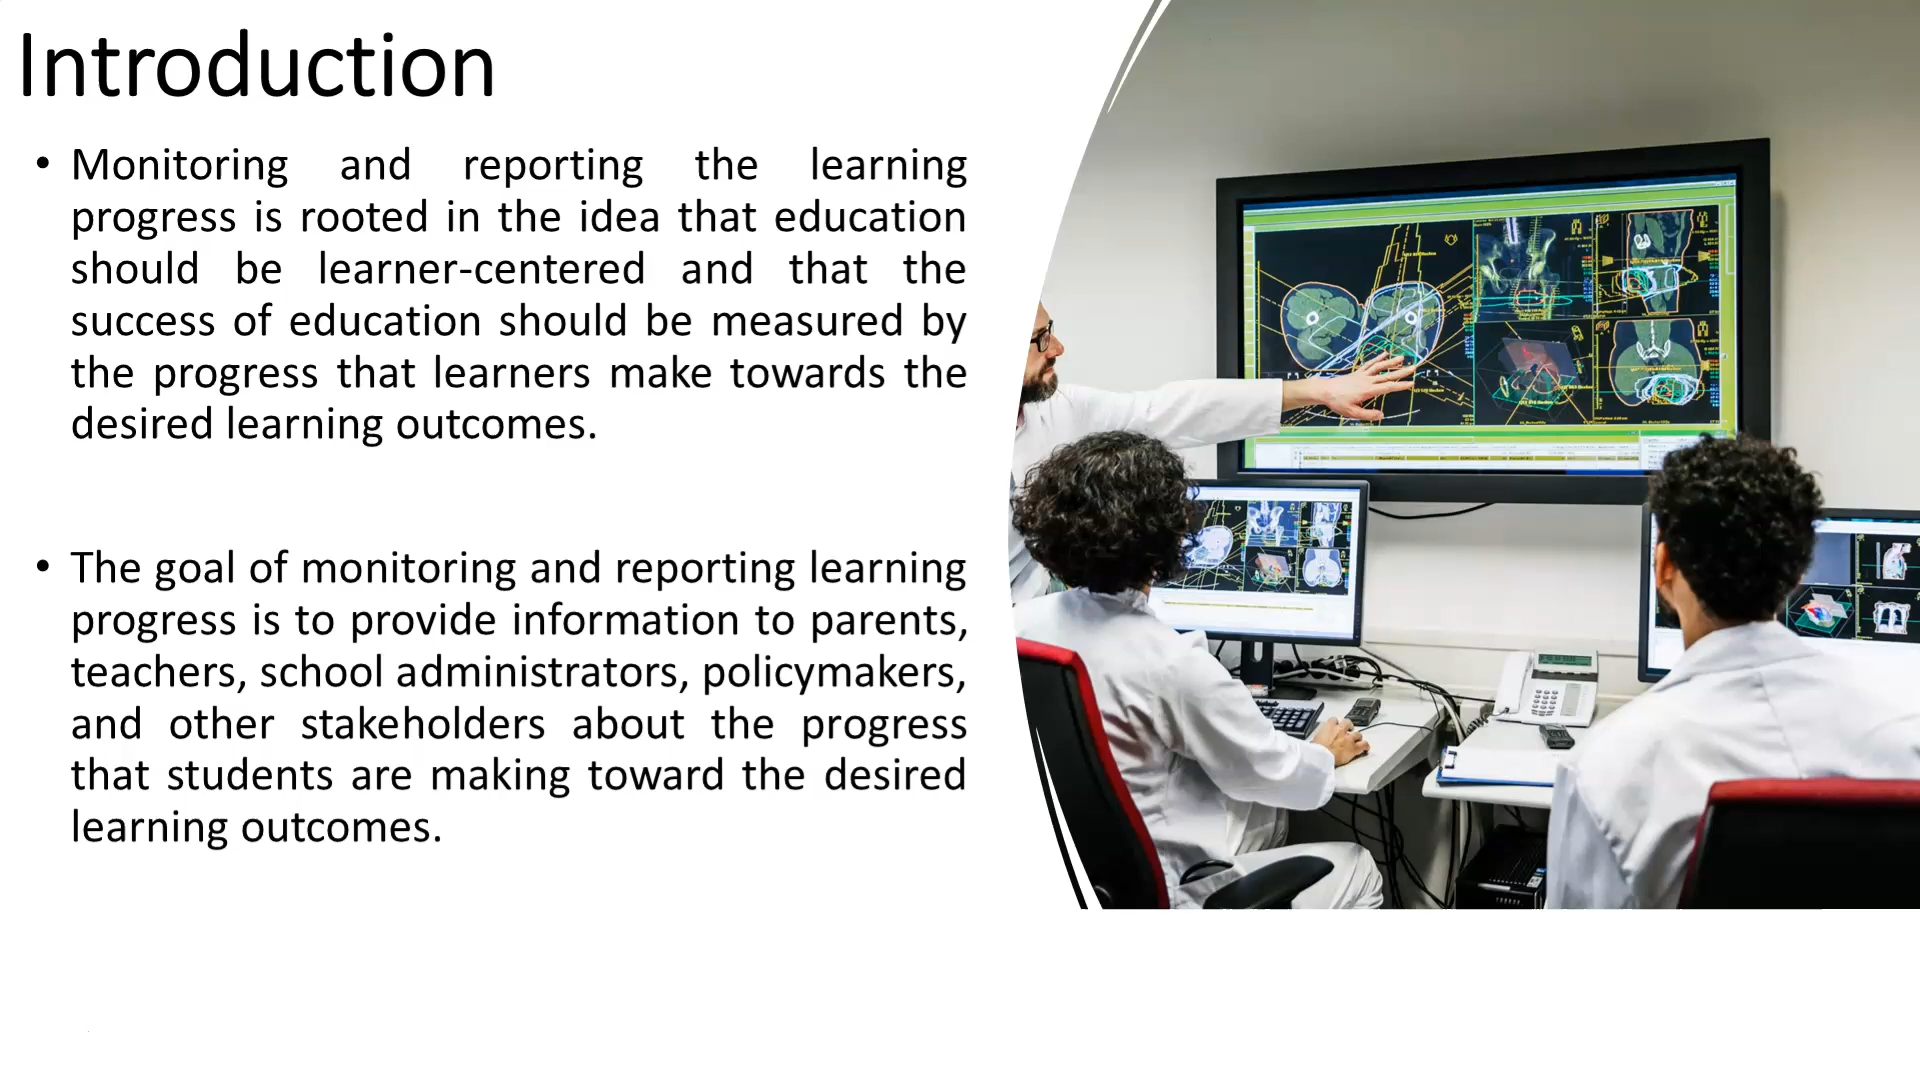 Introduction
• Monitoring and reporting the learning
progress is rooted in the idea that education
should be learner-centered and that the
success of education should be measured by
the progress that learners make towards the
desired learning outcomes.
• The goal of monitoring and reporting learning
progress is to provide information to parents,
teachers, school administrators, policymakers,
and other stakeholders about the progress
that students are making toward the desired
learning outcomes.